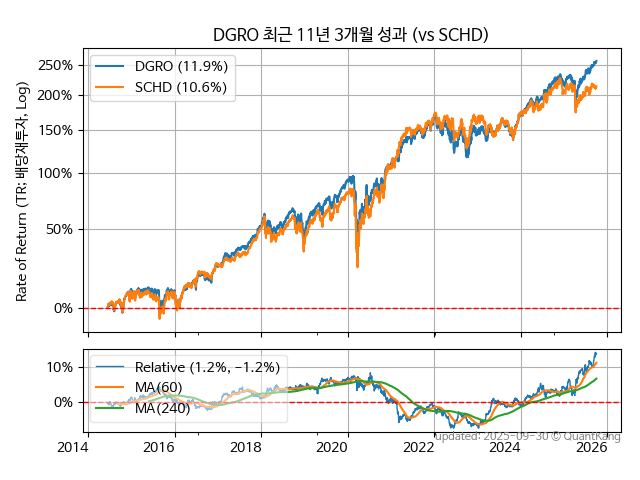 DGRO 최근 11년 3개월 성과 (vs SCHD)
Rate of Return (TR: 배당재투자, Log)
250%
200%
150%
100%
50%
0%
DGRO (11.9%)
SCHD (10.6%)
10%
0%
Relative (1.2%, −1.2%)
MA(60)
MA(240)
2014
2016
2018
2020
2022
2024
2026
updated: 2025-09-30 © QuantKang